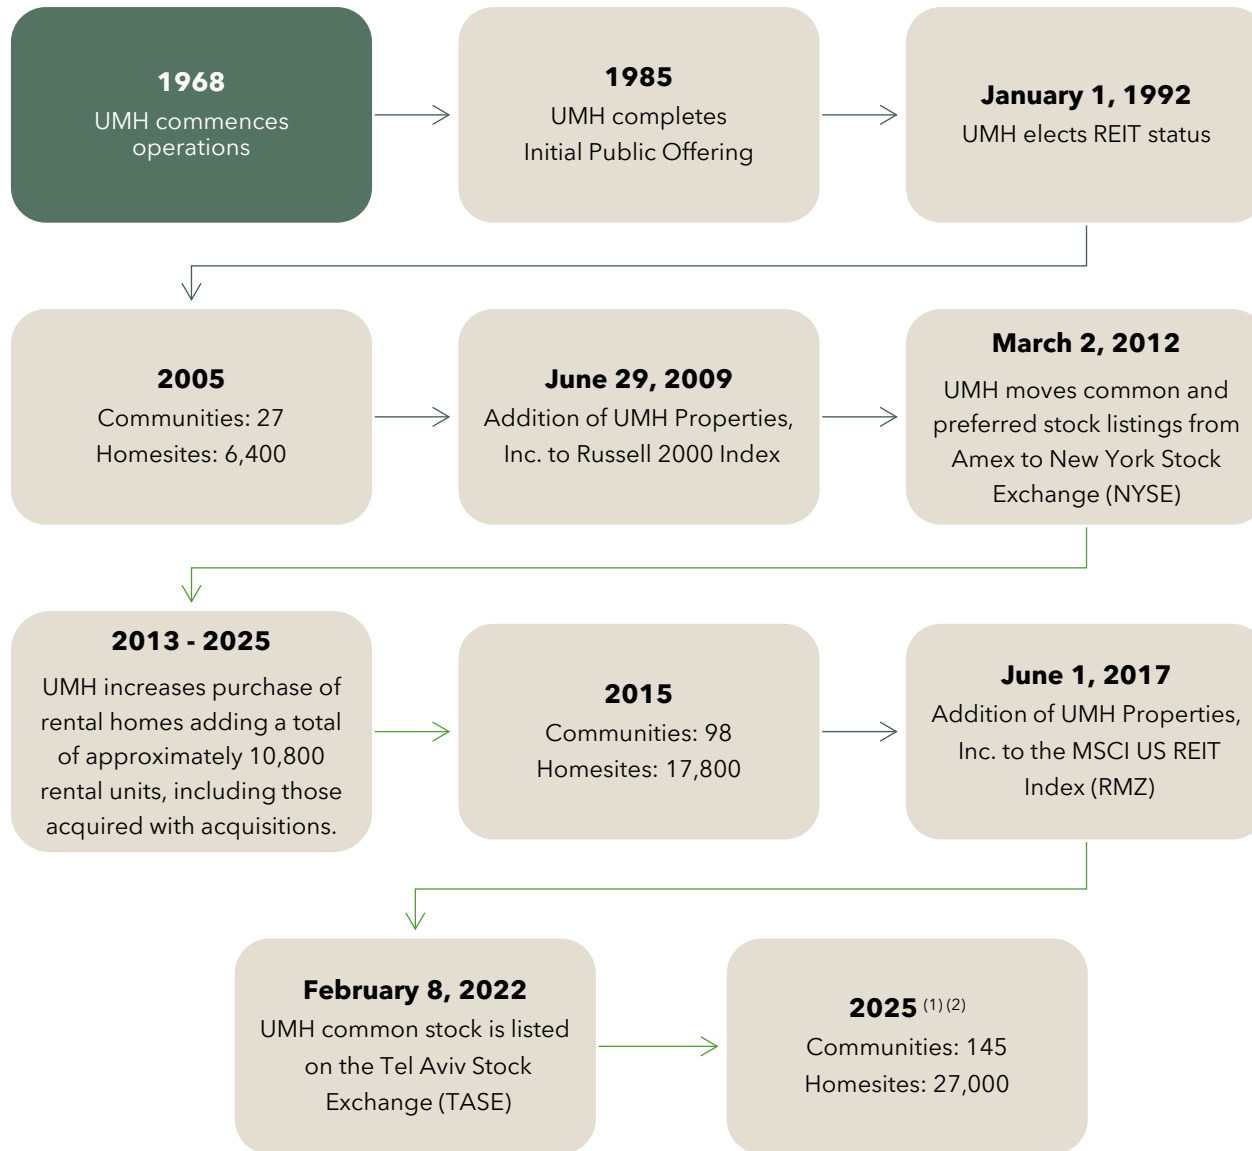 1968
UMH commences
operations
1985
UMH completes
Initial Public Offering
January 1, 1992
UMH elects REIT status
2005
Communities: 27
Homesites: 6,400
June 29, 2009
Addition of UMH Properties,
Inc. to Russell 2000 Index
March 2, 2012
UMH moves common and
preferred stock listings from
Amex to New York Stock
Exchange (NYSE)
2013 - 2025
UMH increases purchase of
rental homes adding a total
of approximately 10,800
rental units, including those
acquired with acquisitions.
2015
Communities: 98
Homesites: 17,800
June 1, 2017
Addition of UMH Properties,
Inc. to the MSCI US REIT
Index (RMZ)
February 8, 2022
UMH common stock is listed
on the Tel Aviv Stock
Exchange (TASE)
2025 (1) (2)
Communities: 145
Homesites: 27,000